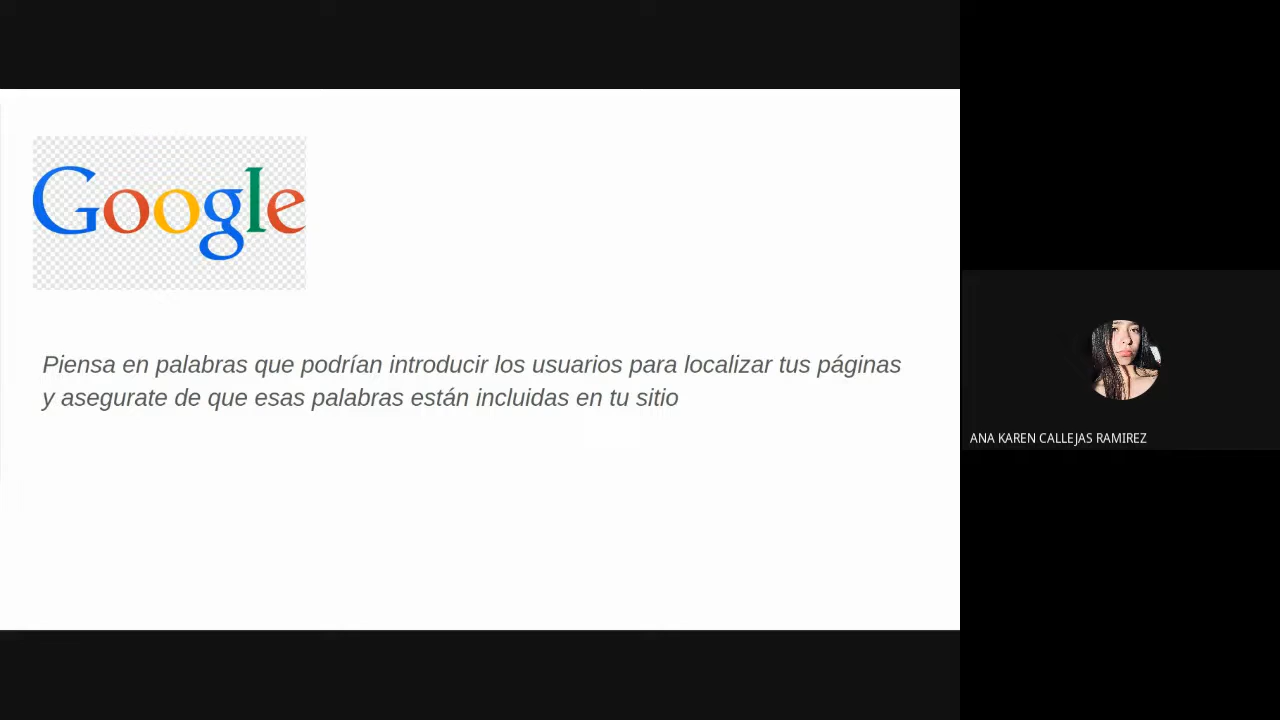 Google
Piensa en palabras que podrían introducir los usuarios para localizar tus páginas
y asegurate de que esas palabras están incluidas en tu sitio
ANA KAREN CALLEJAS RAMIREZ